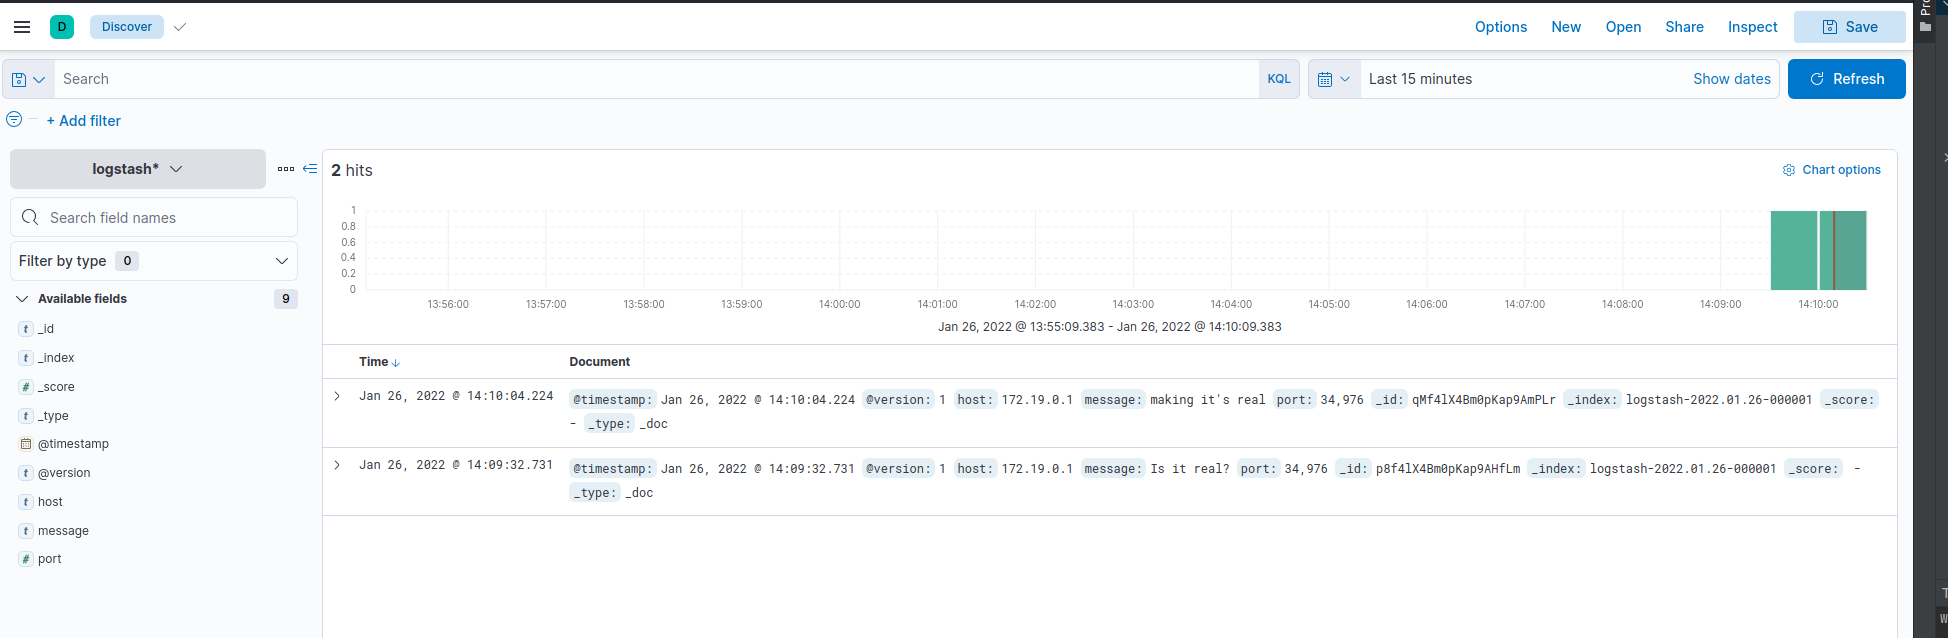 D Discover Options New Open Share Inspect Save
Search KQL Last 15 minutes Show dates Refresh
+ Add filter
logstash*
Search field names
Filter by type 0
Available fields 9
t _id
t _index
# _score
t _type
@timestamp
t @version
t host
t message
# port
2 hits Chart options
1
0.8
0.6
0.4
0.2
0
13:56:00 13:57:00 13:58:00 13:59:00 14:00:00 14:01:00 14:02:00 14:03:00 14:04:00 14:05:00 14:06:00 14:07:00 14:08:00 14:09:00 14:10:00
Jan 26, 2022 @ 13:55:09.383 - Jan 26, 2022 @ 14:10:09.383
Time Document
Jan 26, 2022 @ 14:10:04.224 @timestamp: Jan 26, 2022 @ 14:10:04.224 @version: 1 host: 172.19.0.1 message: making it's real port: 34,976 _id: qMf4lX4Bm0pKap9AmPLr _index: logstash-2022.01.26-000001 _score:
- _type: _doc
Jan 26, 2022 @ 14:09:32.731 @timestamp: Jan 26, 2022 @ 14:09:32.731 @version: 1 host: 172.19.0.1 message: Is it real? port: 34,976 _id: p8f4lX4Bm0pKap9AHfLm _index: logstash-2022.01.26-000001 _score: -
_type: _doc